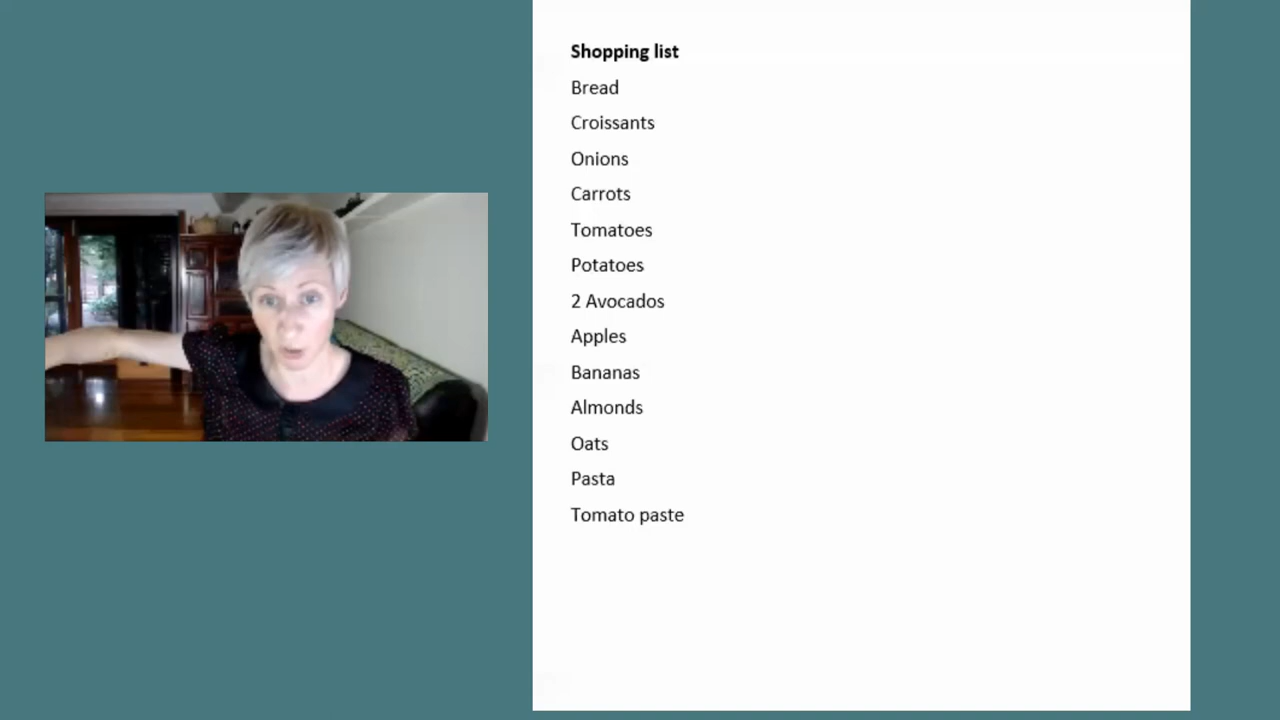 Shopping list
Bread
Croissants
Onions
Carrots
Tomatoes
Potatoes
2 Avocados
Apples
Bananas
Almonds
Oats
Pasta
Tomato paste